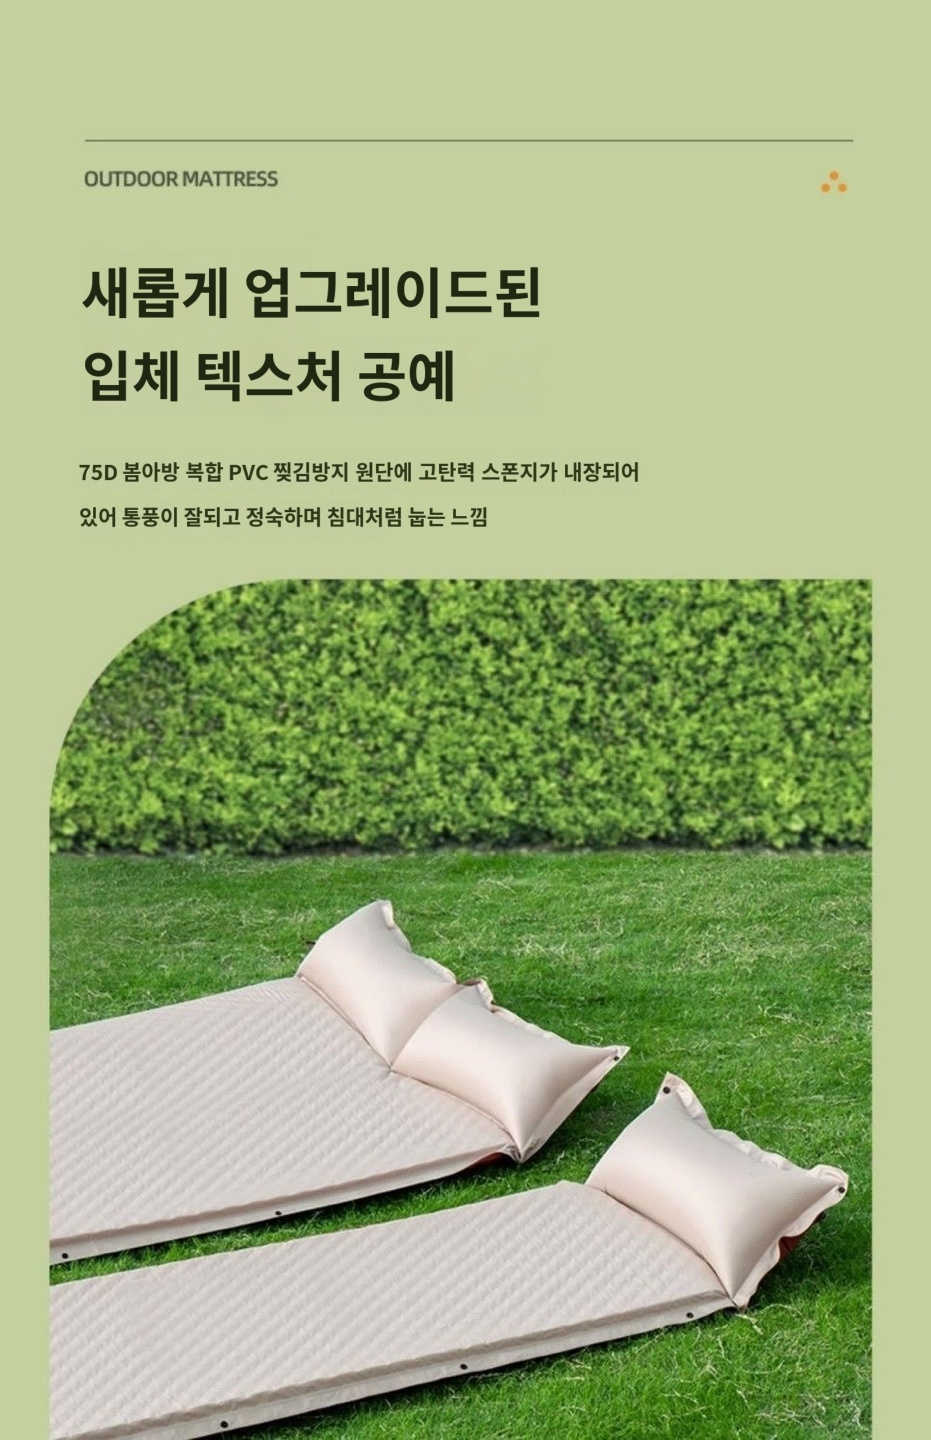 OUTDOOR MATTRESS
새롭게 업그레이드된
입체 텍스처 공예
75D 봄아방 복합 PVC 찢김방지 원단에 고탄력 스폰지가 내장되어
있어 통풍이 잘되고 정숙하며 침대처럼 눕는 느낌